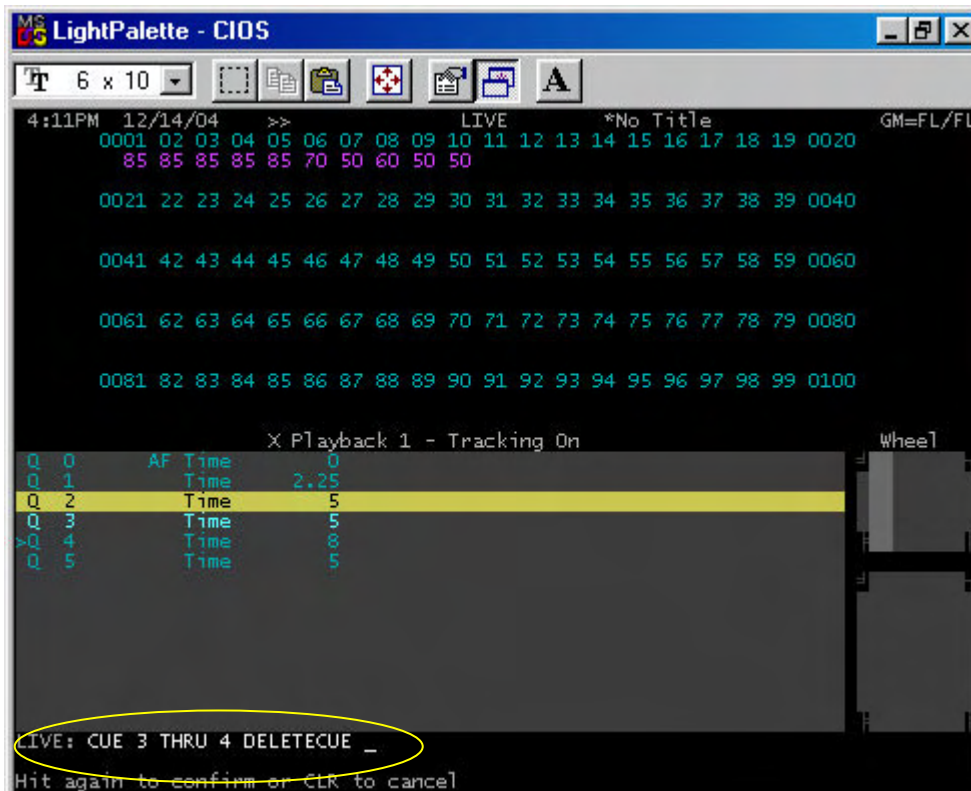 LightPalette - CIOS
6 x 10
A
4:11PM 12/14/04 >> LIVE *No Title GM=FL/FL
0001 02 03 04 05 06 07 08 09 10 11 12 13 14 15 16 17 18 19 0020
85 85 85 85 85 70 50 60 50 50
0021 22 23 24 25 26 27 28 29 30 31 32 33 34 35 36 37 38 39 0040
0041 42 43 44 45 46 47 48 49 50 51 52 53 54 55 56 57 58 59 0060
0061 62 63 64 65 66 67 68 69 70 71 72 73 74 75 76 77 78 79 0080
0081 82 83 84 85 86 87 88 89 90 91 92 93 94 95 96 97 98 99 0100
X Playback 1 - Tracking On Wheel
Q 0 AF Time 0
Q 1 Time 2.25
Q 2 Time 5
Q 3 Time 5
>Q 4 Time 8
Q 5 Time 5
LIVE: CUE 3 THRU 4 DELETECUE _
Hit again to confirm or CLR to cancel